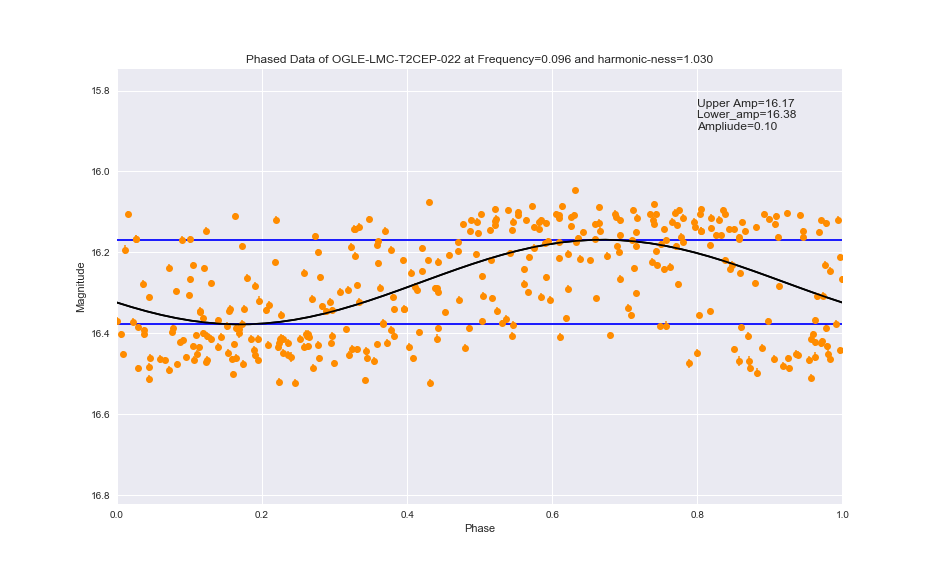 Phased Data of OGLE-LMC-T2CEP-022 at Frequency=0.096 and harmonic-ness=1.030
Upper Amp=16.17
Lower_amp=16.38
Ampliude=0.10
15.8
16.0
16.2
16.4
16.6
16.8
Magnitude
0.0 0.2 0.4 0.6 0.8 1.0
Phase